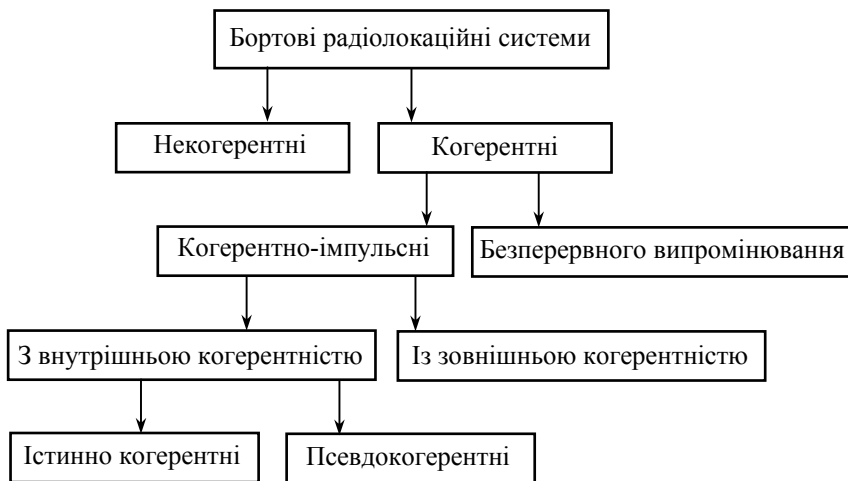 Бортові радіолокаційні системи
Некогерентні
Когерентні
Когерентно-імпульсні
Безперервного випромінювання
З внутрішньою когерентністю
Із зовнішньою когерентністю
Істинно когерентні
Псевдокогерентні